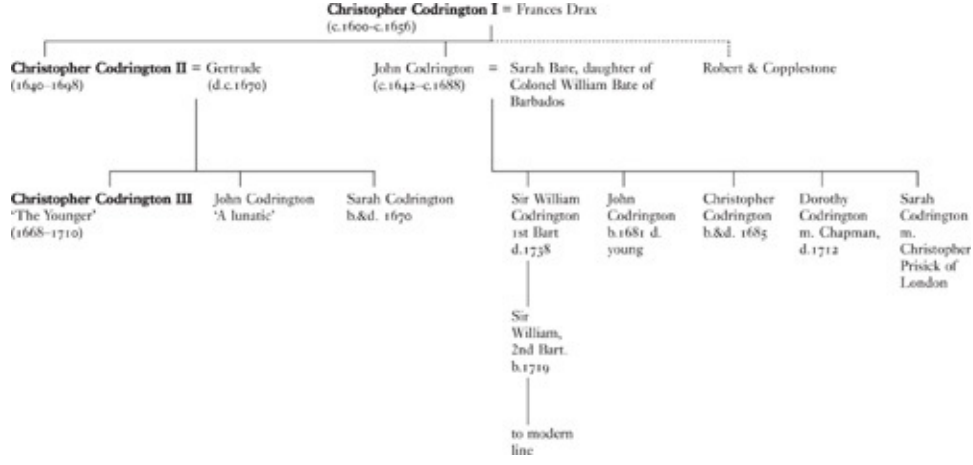 Christopher Codrington I = Frances Drax
(c.1600–c.1656)
Christopher Codrington II = Gertrude
(1640–1698)
(d.c.1670)
John Codrington =
(c.1642–c.1688)
Sarah Bate, daughter of
Colonel William Bate of
Barbados
Robert & Copplestone
Christopher Codrington III
'The Younger'
(1668–1710)
John Codrington
'A lunatic'
Sarah Codrington
b.&d. 1670
Sir William
Codrington
1st Bart
d.1738
John
Codrington
b.1681 d.
young
Christopher
Codrington
b.&d. 1685
Dorothy
Codrington
m. Chapman,
d.1712
Sarah
Codrington
m.
Christopher
Prisick of
London
Sir
William,
2nd Bart.
b.1719
to modern
line